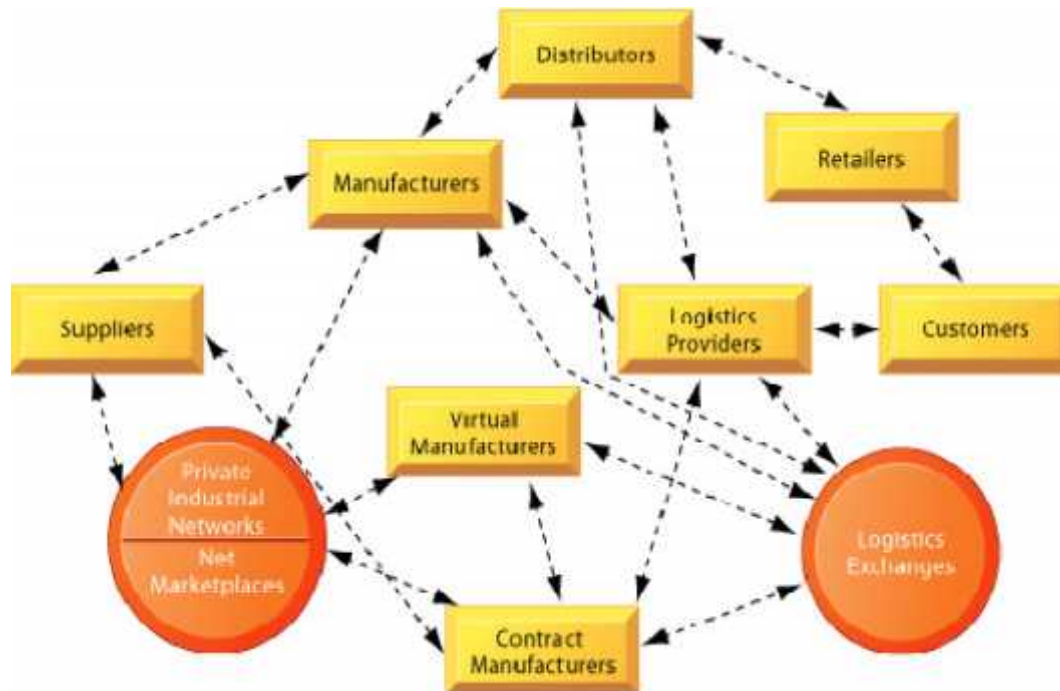 Distributors
Retailers
Manufacturers
Suppliers
Logistics
Providers
Customers
Virtual
Manufacturers
Private
Industrial
Networks
Net
Marketplaces
Logistics
Exchanges
Contract
Manufacturers